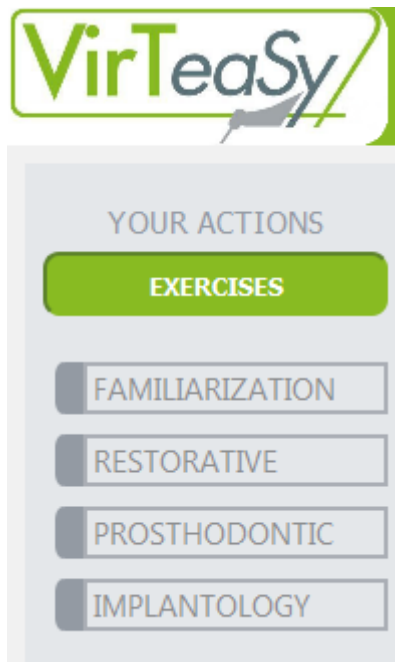 VirTeaSy
YOUR ACTIONS
EXERCISES
FAMILIARIZATION
RESTORATIVE
PROSTHODONTIC
IMPLANTOLOGY